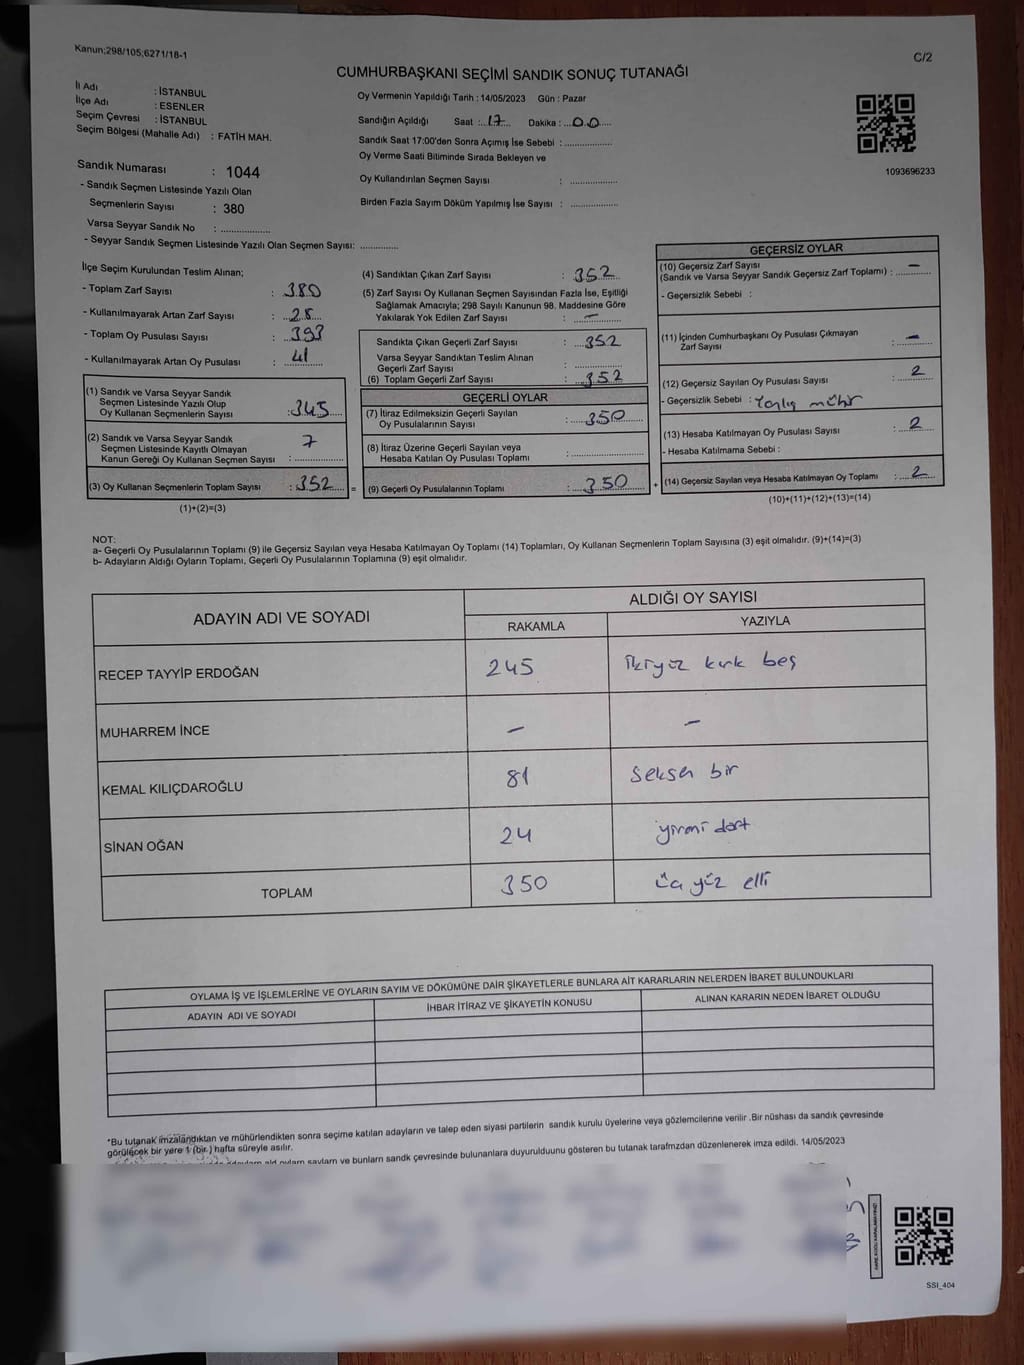 Kanun;298/105;6271/18-1
C/2
CUMHURBAŞKANI SEÇİMİ SANDIK SONUÇ TUTANAĞI
İl Adı : İSTANBUL
İlçe Adı : ESENLER
Seçim Çevresi : İSTANBUL
Seçim Bölgesi (Mahalle Adı) : FATİH MAH.
Sandık Numarası : 1044
- Sandık Seçmen Listesinde Yazılı Olan
Seçmenlerin Sayısı : 380
Varsa Seyyar Sandık No : ..................
- Seyyar Sandık Seçmen Listesinde Yazılı Olan Seçmen Sayısı: .............
Oy Vermenin Yapıldığı Tarih : 14/05/2023 Gün : Pazar
Sandığın Açıldığı Saat :..17.... Dakika :...00....
Sandık Saat 17:00'den Sonra Açımış İse Sebebi : ..................
Oy Verme Saati Bitiminde Sırada Bekleyen ve
Oy Kullandırılan Seçmen Sayısı : ..................
Birden Fazla Sayım Döküm Yapılmış İse Sayısı : ..................
1093696233
İlçe Seçim Kurulundan Teslim Alınan;
- Toplam Zarf Sayısı : 380
- Kullanılmayarak Artan Zarf Sayısı : 28
- Toplam Oy Pusulası Sayısı : 393
- Kullanılmayarak Artan Oy Pusulası : 41
(1) Sandık ve Varsa Seyyar Sandık
Seçmen Listesinde Yazılı Olup
Oy Kullanan Seçmenlerin Sayısı : 345
(2) Sandık ve Varsa Seyyar Sandık
Seçmen Listesinde Kayıtlı Olmayan
Kanun Gereği Oy Kullanan Seçmen Sayısı : 7
(3) Oy Kullanan Seçmenlerin Toplam Sayısı : 352 =
(1)+(2)=(3)
(4) Sandıktan Çıkan Zarf Sayısı : 352
(5) Zarf Sayısı Oy Kullanan Seçmen Sayısından Fazla İse, Eşitliği
Sağlamak Amacıyla; 298 Sayılı Kanunun 98. Maddesine Göre
Yakılarak Yok Edilen Zarf Sayısı : –
Sandıkta Çıkan Geçerli Zarf Sayısı : 352
Varsa Seyyar Sandıktan Teslim Alınan
Geçerli Zarf Sayısı : ..................
(6) Toplam Geçerli Zarf Sayısı : 352
GEÇERLİ OYLAR
(7) İtiraz Edilmeksizin Geçerli Sayılan
Oy Pusulalarının Sayısı : 350
(8) İtiraz Üzerine Geçerli Sayılan veya
Hesaba Katılan Oy Pusulası Toplamı : ..................
(9) Geçerli Oy Pusulalarının Toplamı : 350 +
GEÇERSİZ OYLAR
(10) Geçersiz Zarf Sayısı
(Sandık ve Varsa Seyyar Sandık Geçersiz Zarf Toplamı) : –
- Geçersizlik Sebebi :
(11) İçinden Cumhurbaşkanı Oy Pusulası Çıkmayan
Zarf Sayısı : –
(12) Geçersiz Sayılan Oy Pusulası Sayısı : 2
- Geçersizlik Sebebi : Yanlış mühür
(13) Hesaba Katılmayan Oy Pusulası Sayısı : 2
- Hesaba Katılmama Sebebi :
(14) Geçersiz Sayılan veya Hesaba Katılmayan Oy Toplamı : 2
(10)+(11)+(12)+(13)=(14)
NOT:
a- Geçerli Oy Pusulalarının Toplamı (9) ile Geçersiz Sayılan veya Hesaba Katılmayan Oy Toplamı (14) Toplamları, Oy Kullanan Seçmenlerin Toplam Sayısına (3) eşit olmalıdır. (9)+(14)=(3)
b- Adayların Aldığı Oyların Toplamı, Geçerli Oy Pusulalarının Toplamına (9) eşit olmalıdır.
ADAYIN ADI VE SOYADI
ALDIĞI OY SAYISI
RAKAMLA YAZIYLA
RECEP TAYYİP ERDOĞAN 245 ikiyüz kırk beş
MUHARREM İNCE – –
KEMAL KILIÇDAROĞLU 81 seksen bir
SİNAN OĞAN 24 yirmi dört
TOPLAM 350 üç yüz elli
OYLAMA İŞ VE İŞLEMLERİNE VE OYLARIN SAYIM VE DÖKÜMÜNE DAİR ŞİKAYETLERLE BUNLARA AİT KARARLARIN NELERDEN İBARET BULUNDUKLARI
ADAYIN ADI VE SOYADI İHBAR İTİRAZ VE ŞİKAYETİN KONUSU ALINAN KARARIN NEDEN İBARET OLDUĞU
*Bu tutanak imzalandıktan ve mühürlendikten sonra seçime katılan adayların ve talep eden siyasi partilerin sandık kurulu üyelerine veya gözlemcilerine verilir .Bir nüshası da sandık çevresinde
görülecek bir yere 1 (bir ) hafta süreyle asılır.
oyların sayların ve bunların sandık çevresinde bulunanlara duyurulduunu gösteren bu tutanak tarafmzdan düzenlenerek imza edildi. 14/05/2023
SSI_404